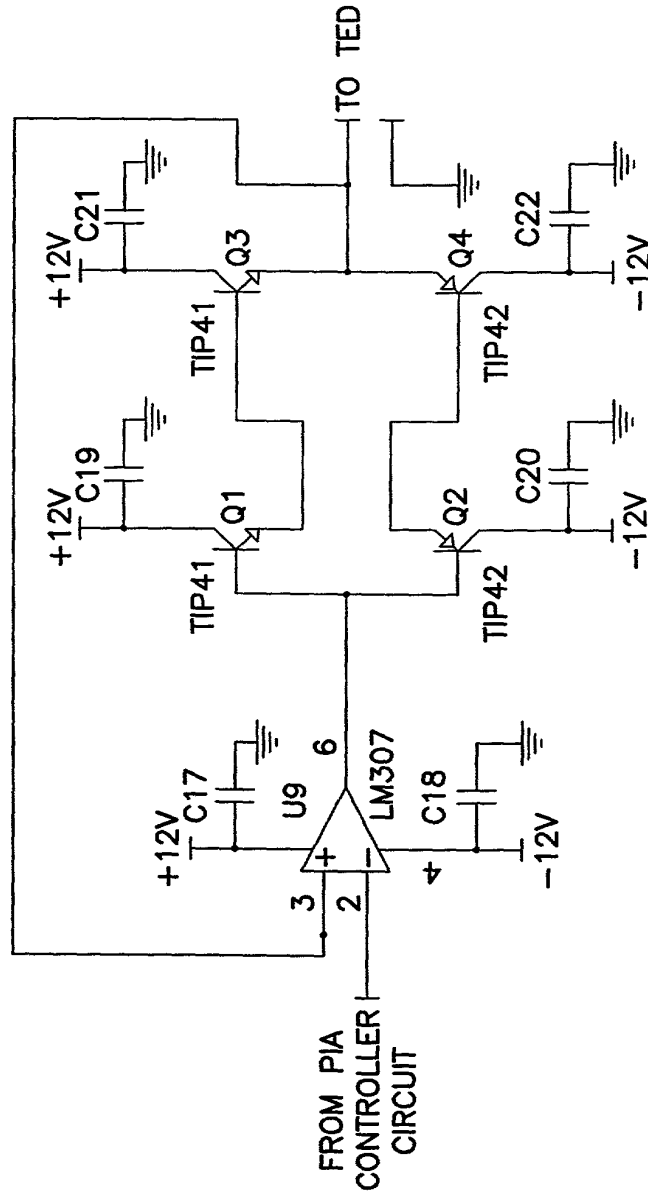 +12V
C19
+12V
C21
TIP41
Q1
TIP41
Q3
+12V
C17
U9
3
6
TO TED
2
LM307
FROM PIA
CONTROLLER
CIRCUIT
+
−
4
C18
-12V
TIP42
Q2
TIP42
Q4
C20
-12V
C22
-12V